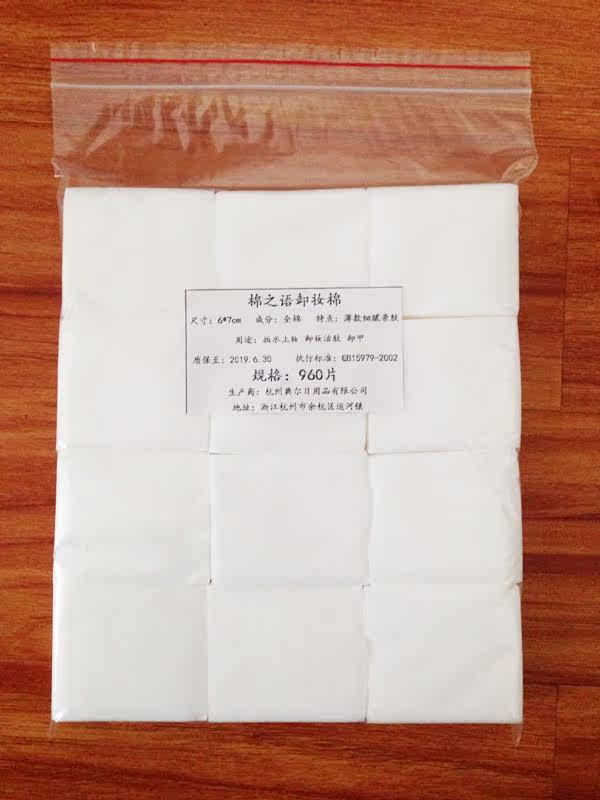 棉之语卸妆棉
尺寸：6*7cm 成分：全棉 特点：薄款细腻亲肤
用途：拍水上妆 卸妆洁肤 卸甲
质保至：2019.6.30 执行标准：GB15979-2002
规格：960片
生产商：杭州典尔日用品有限公司
地址：浙江杭州市余杭区运河镇